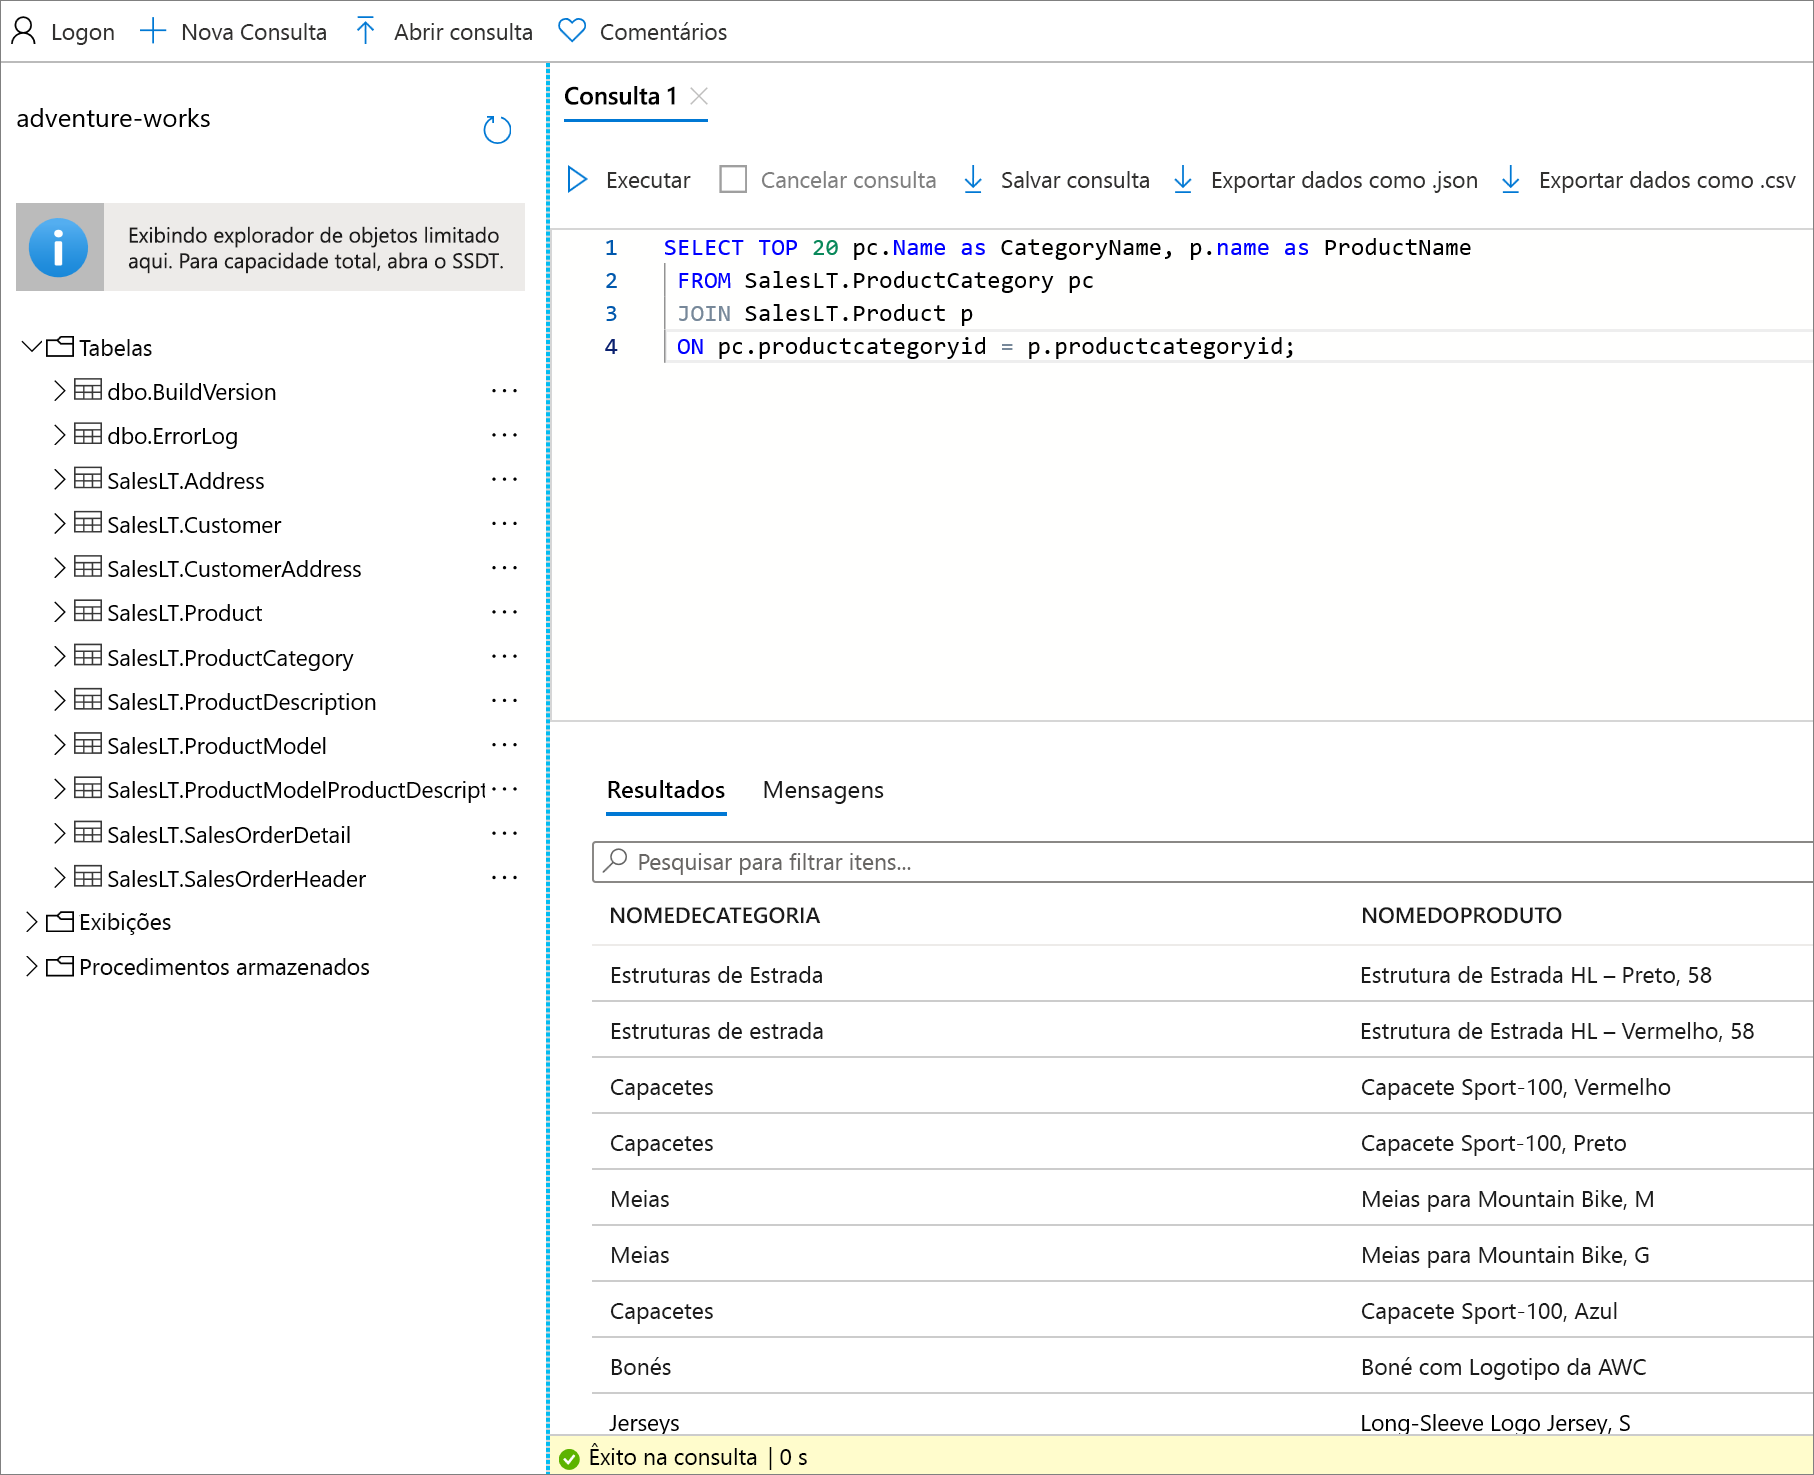 Logon Nova Consulta Abrir consulta Comentários
adventure-works
Exibindo explorador de objetos limitado
aqui. Para capacidade total, abra o SSDT.
Tabelas
dbo.BuildVersion ...
dbo.ErrorLog ...
SalesLT.Address ...
SalesLT.Customer ...
SalesLT.CustomerAddress ...
SalesLT.Product ...
SalesLT.ProductCategory ...
SalesLT.ProductDescription ...
SalesLT.ProductModel ...
SalesLT.ProductModelProductDescript ...
SalesLT.SalesOrderDetail ...
SalesLT.SalesOrderHeader ...
Exibições
Procedimentos armazenados
Consulta 1
Executar Cancelar consulta Salvar consulta Exportar dados como .json Exportar dados como .csv
1 SELECT TOP 20 pc.Name as CategoryName, p.name as ProductName
2 FROM SalesLT.ProductCategory pc
3 JOIN SalesLT.Product p
4 ON pc.productcategoryid = p.productcategoryid;
Resultados Mensagens
Pesquisar para filtrar itens...
NOMEDECATEGORIA NOMEDOPRODUTO
Estruturas de Estrada Estrutura de Estrada HL – Preto, 58
Estruturas de estrada Estrutura de Estrada HL – Vermelho, 58
Capacetes Capacete Sport-100, Vermelho
Capacetes Capacete Sport-100, Preto
Meias Meias para Mountain Bike, M
Meias Meias para Mountain Bike, G
Capacetes Capacete Sport-100, Azul
Bonés Boné com Logotipo da AWC
Jerseys Long-Sleeve Logo Jersey, S
Êxito na consulta | 0 s